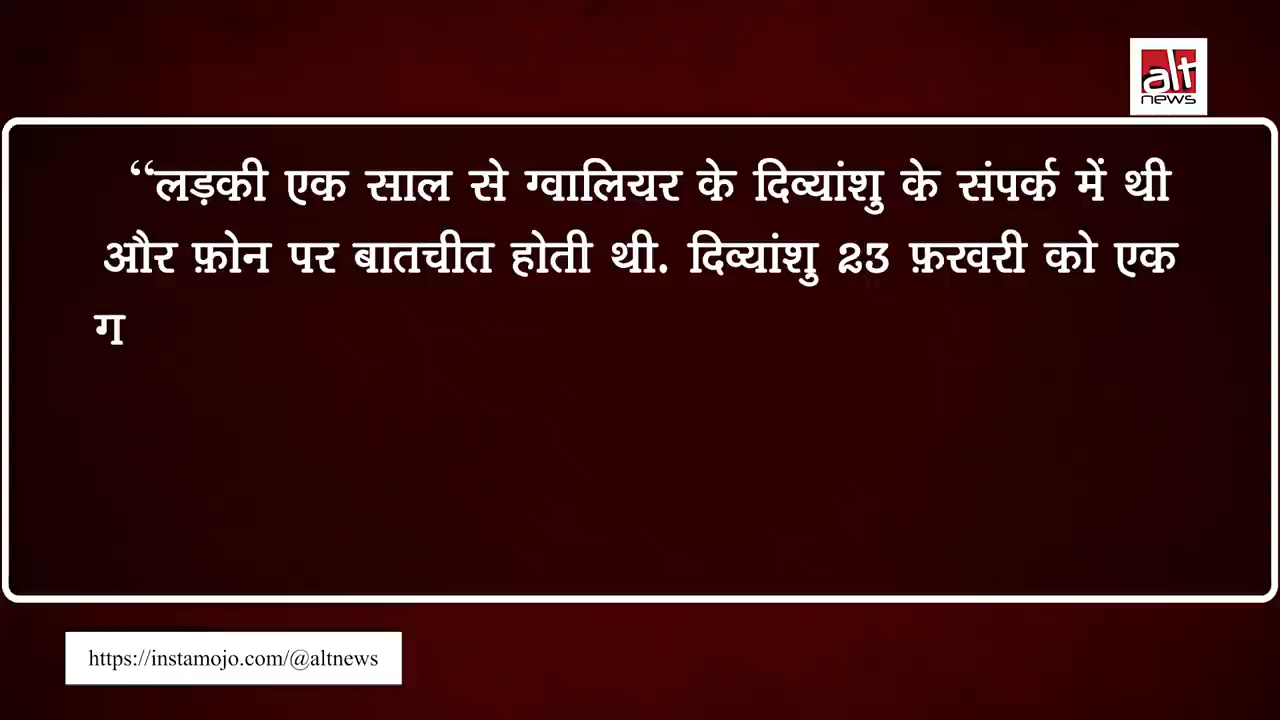 alt
news
“लड़की एक साल से ग्वालियर के दिव्यांशु के संपर्क में थी
और फ़ोन पर बातचीत होती थी. दिव्यांशु 23 फ़रवरी को एक
ग
https://instamojo.com/@altnews